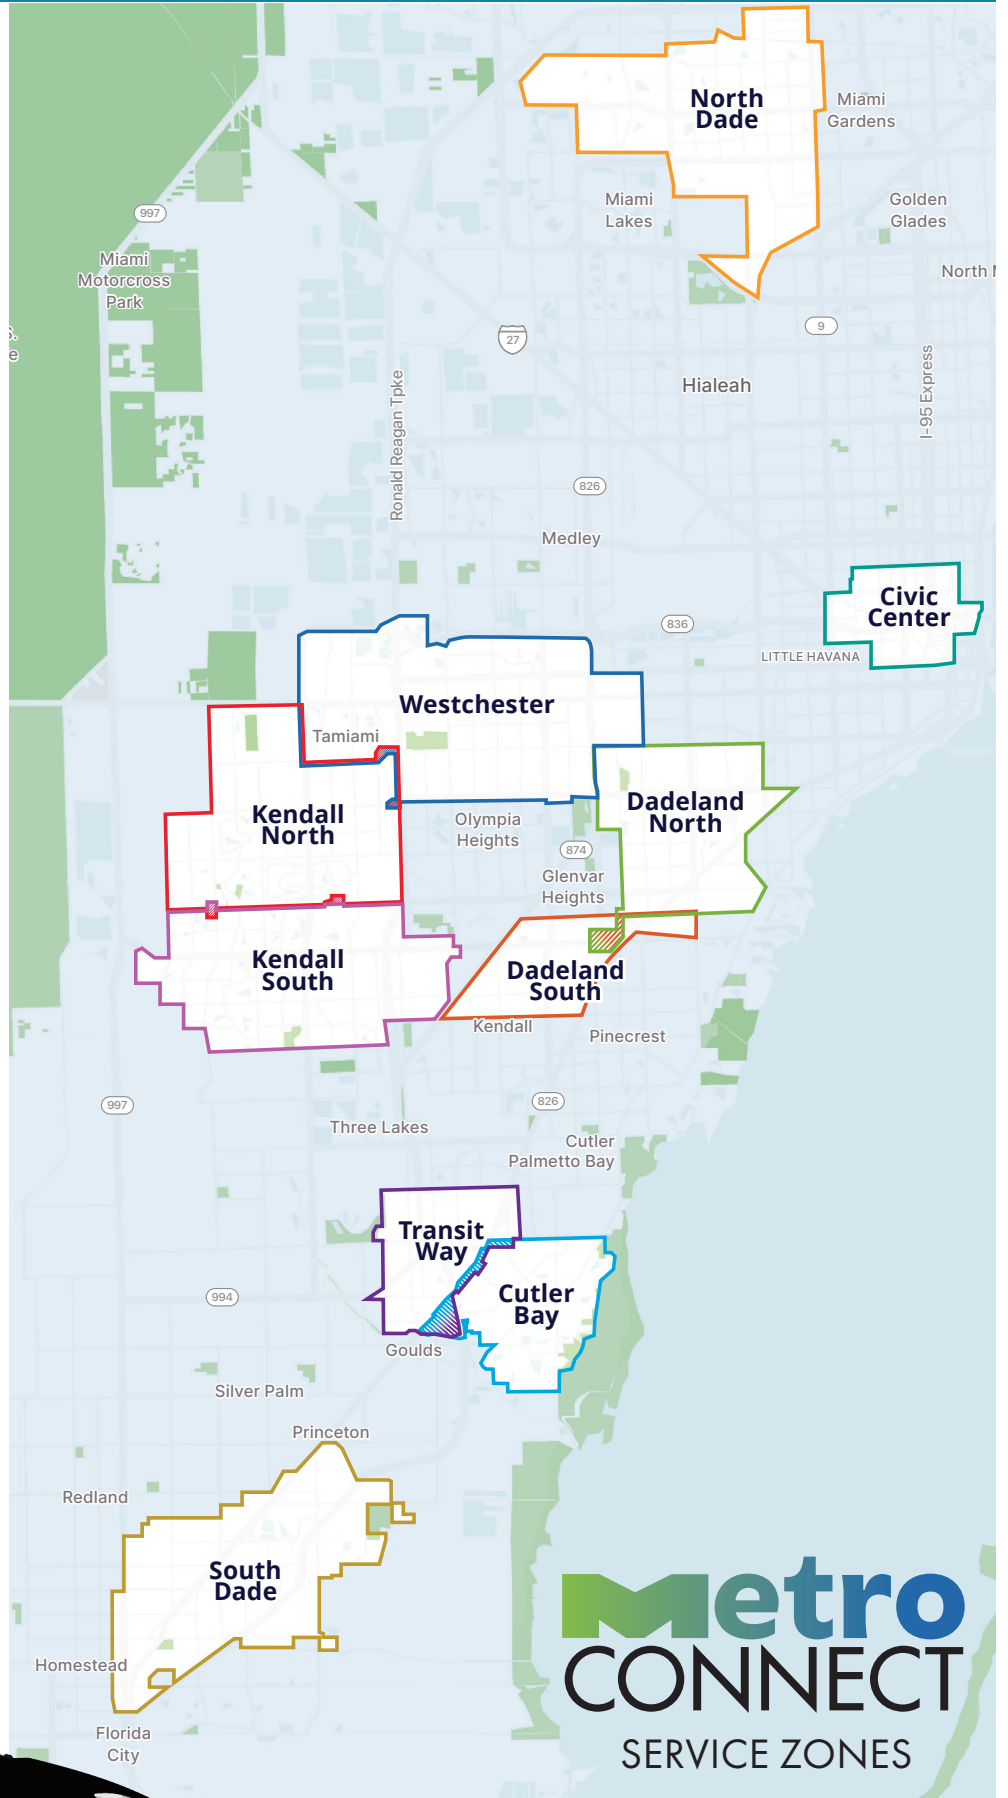 North
Dade
Miami
Gardens
Miami
Lakes
Golden
Glades
997
Miami
Motorcross
Park
North
S.
e
9
27
I-95 Express
Hialeah
Ronald Reagan Tpke
826
Medley
Civic
Center
836
LITTLE HAVANA
Westchester
Tamiami
Dadeland
North
Kendall
North
Olympia
Heights
874
Glenvar
Heights
Kendall
South
Dadeland
South
Kendall
Pinecrest
997
826
Three Lakes
Cutler
Palmetto Bay
Transit
Way
Cutler
Bay
994
Goulds
Silver Palm
Princeton
Redland
South
Dade
Homestead
Florida
City
metro
CONNECT
SERVICE ZONES